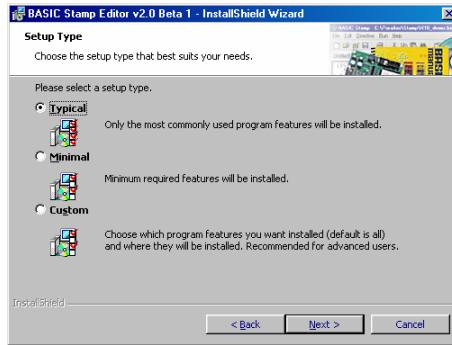 BASIC Stamp Editor v2.0 Beta 1 - InstallShield Wizard
Setup Type
Choose the setup type that best suits your needs.
Please select a setup type.
Typical
Only the most commonly used program features will be installed.
Minimal
Minimum required features will be installed.
Custom
Choose which program features you want installed (default is all)
and where they will be installed. Recommended for advanced users.
InstallShield
< Back Next > Cancel